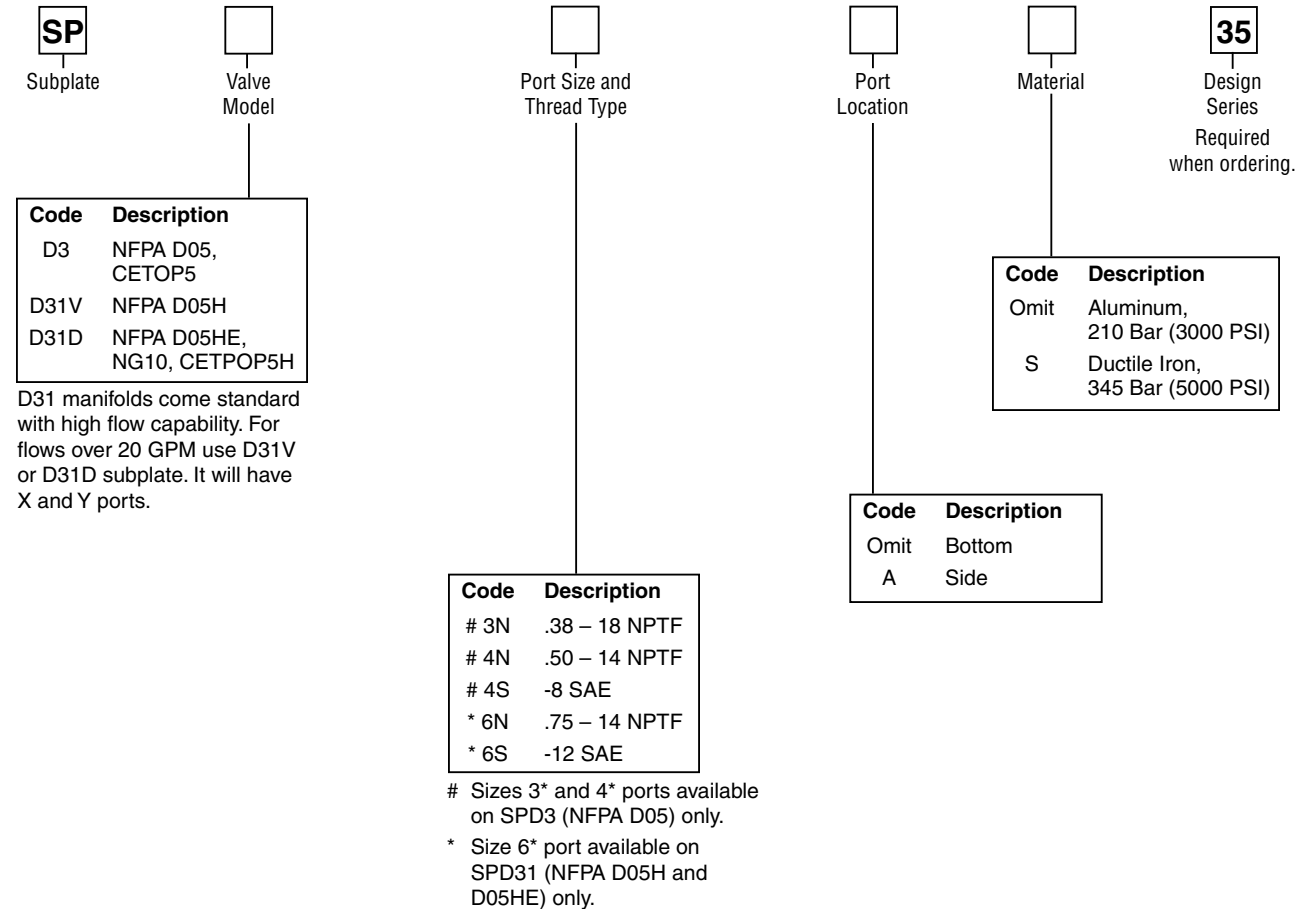 SP
35
Subplate
Valve
Model
Port Size and
Thread Type
Port
Location
Material
Design
Series
Required
when ordering.
Code Description
D3 NFPA D05,
CETOP5
D31V NFPA D05H
D31D NFPA D05HE,
NG10, CETPOP5H
D31 manifolds come standard
with high flow capability. For
flows over 20 GPM use D31V
or D31D subplate. It will have
X and Y ports.
Code Description
Omit Aluminum,
210 Bar (3000 PSI)
S Ductile Iron,
345 Bar (5000 PSI)
Code Description
Omit Bottom
A Side
Code Description
# 3N .38 – 18 NPTF
# 4N .50 – 14 NPTF
# 4S -8 SAE
* 6N .75 – 14 NPTF
* 6S -12 SAE
# Sizes 3* and 4* ports available
on SPD3 (NFPA D05) only.
* Size 6* port available on
SPD31 (NFPA D05H and
D05HE) only.